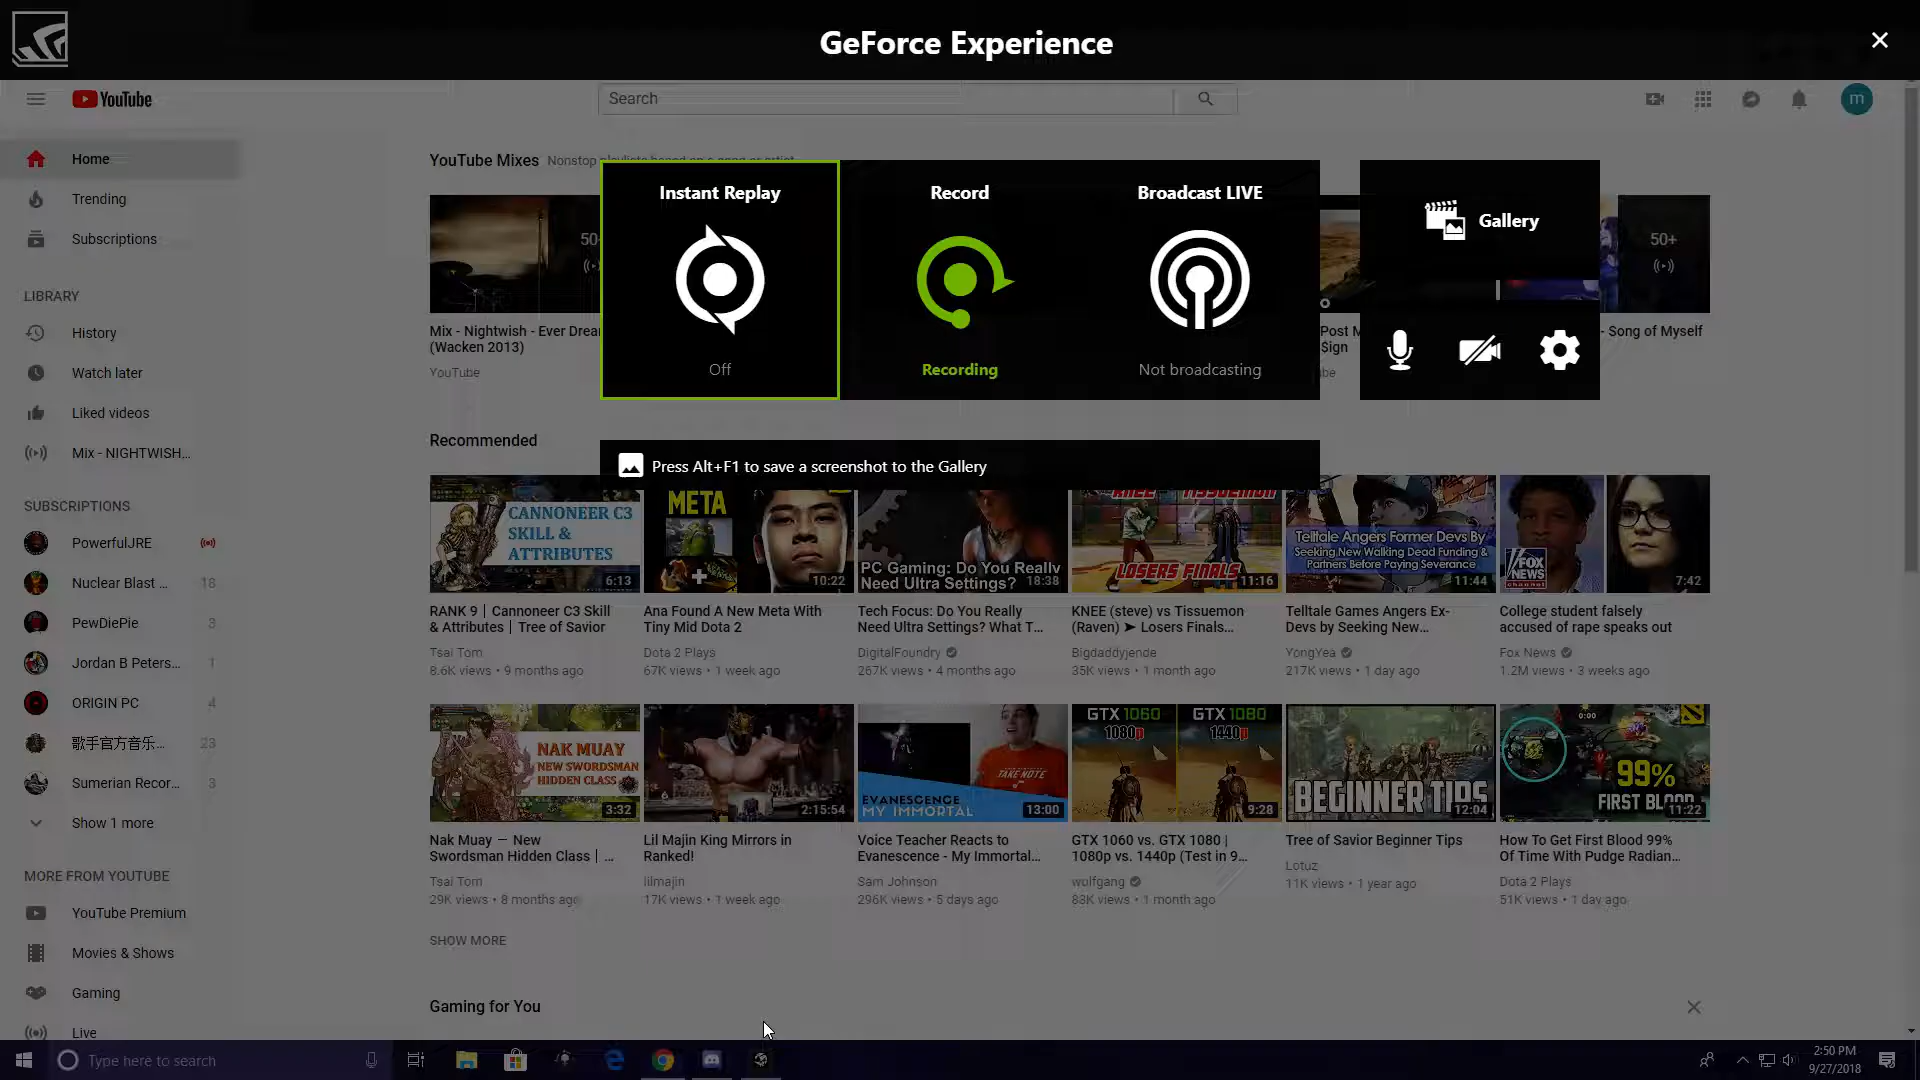 GeForce Experience
YouTube
Search
m
Home
Trending
Subscriptions
LIBRARY
History
Watch later
Liked videos
Mix - NIGHTWISH...
SUBSCRIPTIONS
PowerfulJRE
Nuclear Blast ... 18
PewDiePie 3
Jordan B Peters... 1
ORIGIN PC 4
歌手官方音乐... 23
Sumerian Recor... 3
Show 1 more
MORE FROM YOUTUBE
YouTube Premium
Movies & Shows
Gaming
Live
YouTube Mixes
Instant Replay
Off
Record
Recording
Broadcast LIVE
Not broadcasting
Gallery
50+
Mix - Nightwish - Ever Drea
(Wacken 2013)
YouTube
Post M
$ign
- Song of Myself
Recommended
Press Alt+F1 to save a screenshot to the Gallery
CANNONEER C3
SKILL &
ATTRIBUTES
6:13
RANK 9 | Cannoneer C3 Skill
& Attributes | Tree of Savior
Tsai Tom
8.6K views • 9 months ago
META
10:22
Ana Found A New Meta With
Tiny Mid Dota 2
Dota 2 Plays
67K views • 1 week ago
PC Gaming: Do You Really
Need Ultra Settings?
18:38
Tech Focus: Do You Really
Need Ultra Settings? What T...
DigitalFoundry
267K views • 4 months ago
KNEE TISSUEMON
LOSERS FINALS
11:16
KNEE (steve) vs Tissuemon
(Raven) ➤ Losers Finals...
Bigdaddyjende
35K views • 1 month ago
Telltale Angers Former Devs By
Seeking New Walking Dead Funding &
Partners Before Paying Severance
11:44
Telltale Games Angers Ex-
Devs by Seeking New...
YongYea
217K views • 1 day ago
FOX
NEWS
channel
7:42
College student falsely
accused of rape speaks out
Fox News
1.2M views • 3 weeks ago
NAK MUAY
NEW SWORDSMAN
HIDDEN CLASS
3:32
Nak Muay — New
Swordsman Hidden Class | ...
Tsai Tom
29K views • 8 months ago
2:15:54
Lil Majin King Mirrors in
Ranked!
lilmajin
17K views • 1 week ago
TAKE NOTE
EVANESCENCE
MY IMMORTAL
13:00
Voice Teacher Reacts to
Evanescence - My Immortal...
Sam Johnson
296K views • 5 days ago
GTX 1060 GTX 1080
1080p 1440p
9:28
GTX 1060 vs. GTX 1080 |
1080p vs. 1440p (Test in 9...
wolfgang
83K views • 1 month ago
BEGINNER TIPS
12:04
Tree of Savior Beginner Tips
Lotuz
11K views • 1 year ago
0:00
99%
FIRST BLOOD
11:22
How To Get First Blood 99%
Of Time With Pudge Radian...
Dota 2 Plays
51K views • 1 day ago
SHOW MORE
Gaming for You
Type here to search
2:50 PM
9/27/2018